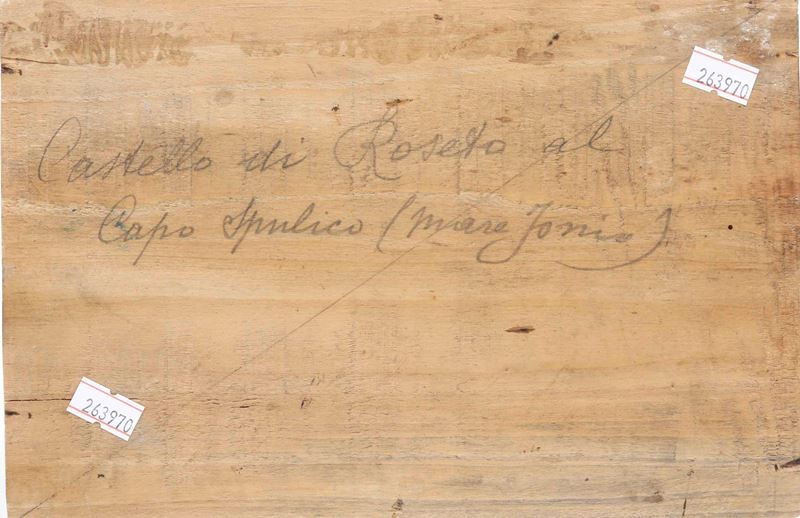 263970
Castello di Roseto al
Capo Spulico (Mare Jonio)
263970